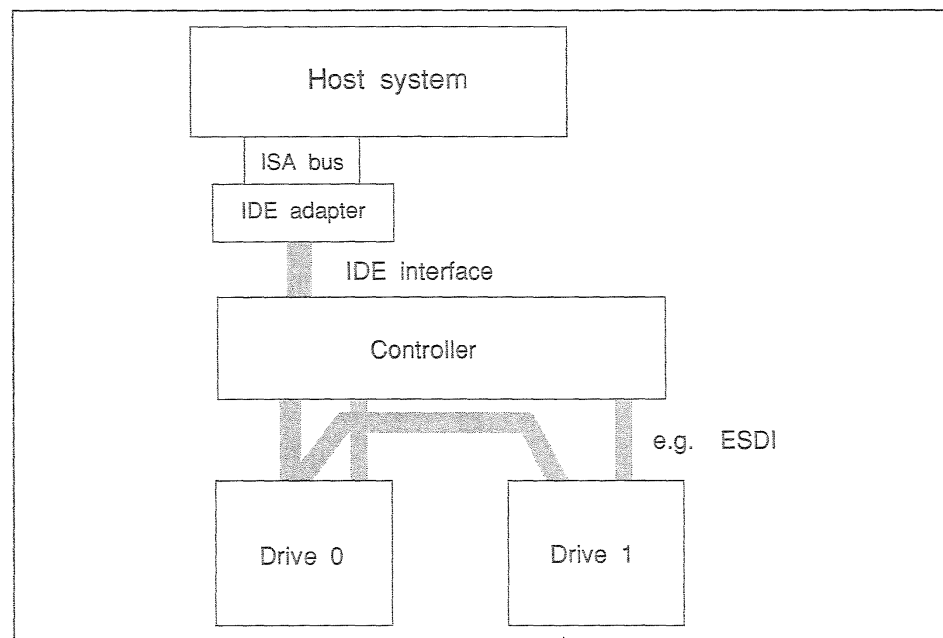 Host system
ISA bus
IDE adapter
IDE interface
Controller
e.g. ESDI
Drive 0
Drive 1